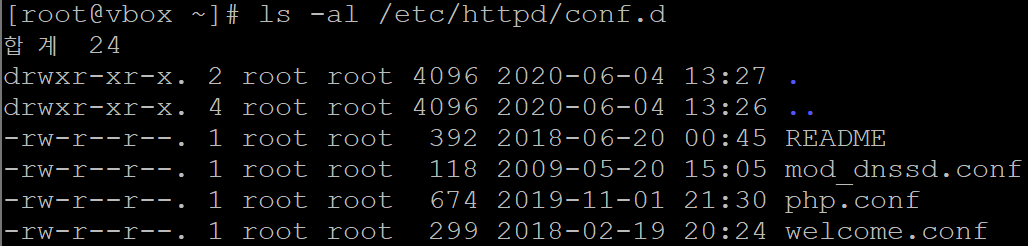 [root@vbox ~]# ls -al /etc/httpd/conf.d
합계 24
drwxr-xr-x. 2 root root 4096 2020-06-04 13:27 .
drwxr-xr-x. 4 root root 4096 2020-06-04 13:26 ..
-rw-r--r--. 1 root root  392 2018-06-20 00:45 README
-rw-r--r--. 1 root root  118 2009-05-20 15:05 mod_dnssd.conf
-rw-r--r--. 1 root root  674 2019-11-01 21:30 php.conf
-rw-r--r--. 1 root root  299 2018-02-19 20:24 welcome.conf